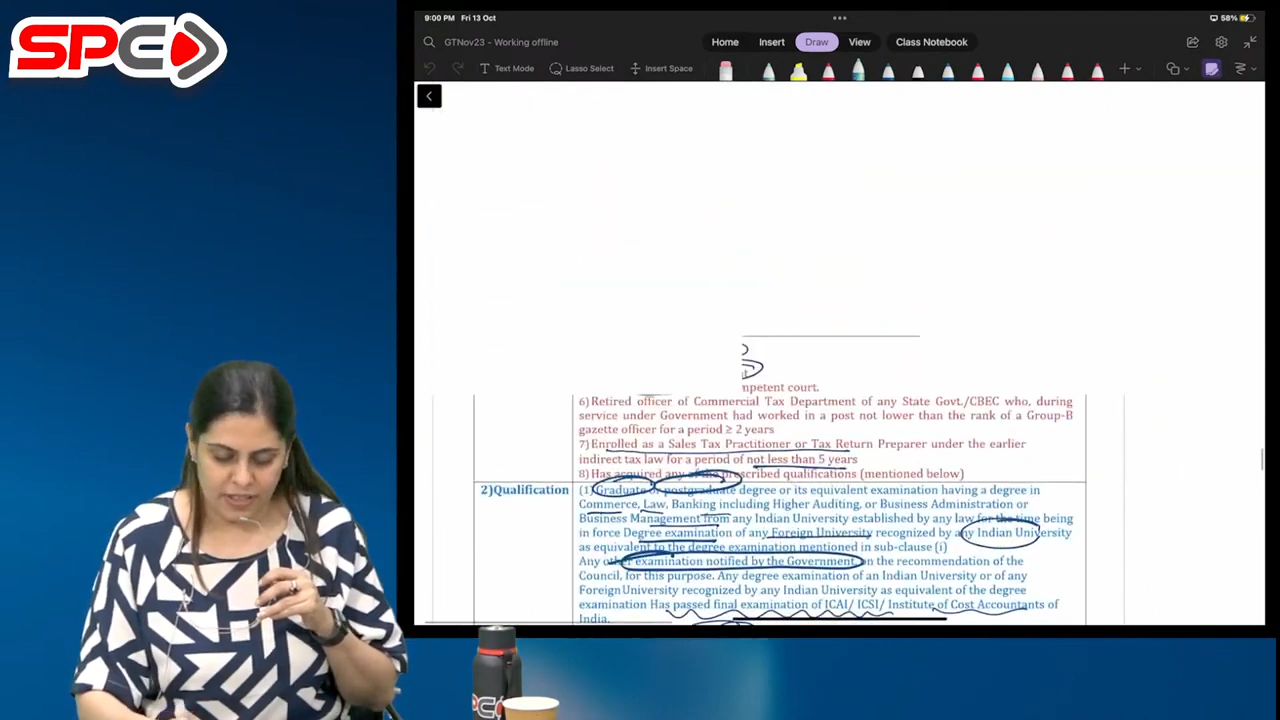 SPC
9:00 PM Fri 13 Oct
58%
GTNov23 - Working offline
Home Insert Draw View Class Notebook
Text Mode Lasso Select Insert Space
mpetent court.
6) Retired officer of Commercial Tax Department of any State Govt./CBEC who, during
service under Government had worked in a post not lower than the rank of a Group-B
gazette officer for a period ≥ 2 years
7) Enrolled as a Sales Tax Practitioner or Tax Return Preparer under the earlier
indirect tax law for a period of not less than 5 years
8) Has acquired any of the prescribed qualifications (mentioned below)
2)Qualification
(1) Graduate or postgraduate degree or its equivalent examination having a degree in
Commerce, Law, Banking including Higher Auditing, or Business Administration or
Business Management from any Indian University established by any law for the time being
in force Degree examination of any Foreign University recognized by any Indian University
as equivalent to the degree examination mentioned in sub-clause (i)
Any other examination notified by the Government, on the recommendation of the
Council, for this purpose. Any degree examination of an Indian University or of any
Foreign University recognized by any Indian University as equivalent of the degree
examination Has passed final examination of ICAI/ ICSI/ Institute of Cost Accountants of
India.